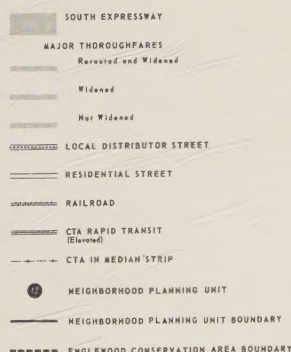 SOUTH EXPRESSWAY
MAJOR THOROUGHFARES
Rerouted and Widened
Widened
Not Widened
LOCAL DISTRIBUTOR STREET
RESIDENTIAL STREET
RAILROAD
CTA RAPID TRANSIT
(Elevated)
CTA IN MEDIAN STRIP
12 NEIGHBORHOOD PLANNING UNIT
NEIGHBORHOOD PLANNING UNIT BOUNDARY
ENGLEWOOD CONSERVATION AREA BOUNDARY